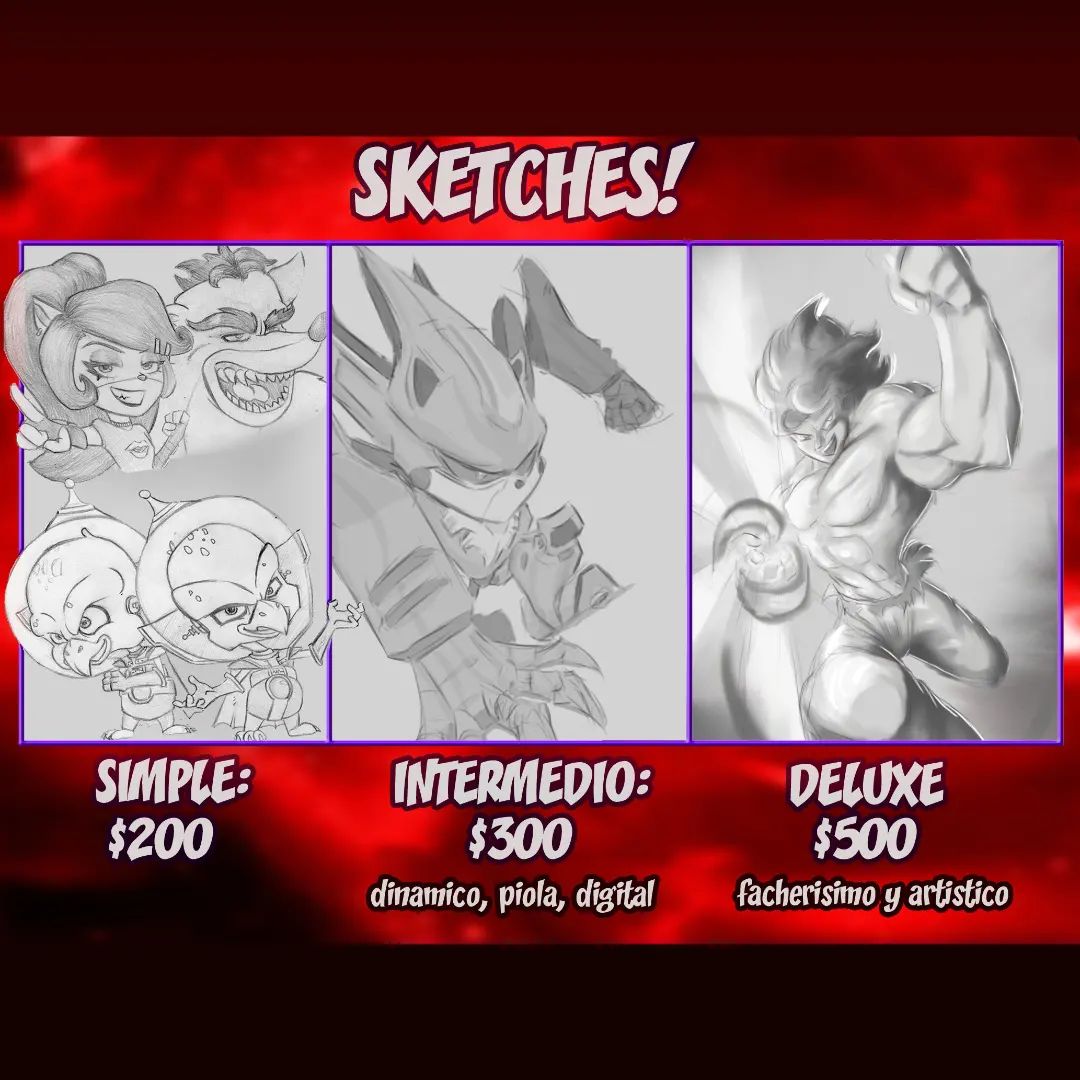 SKETCHES!
SIMPLE:
$200
INTERMEDIO:
$300
dinamico, piola, digital
DELUXE
$500
facherisimo y artistico